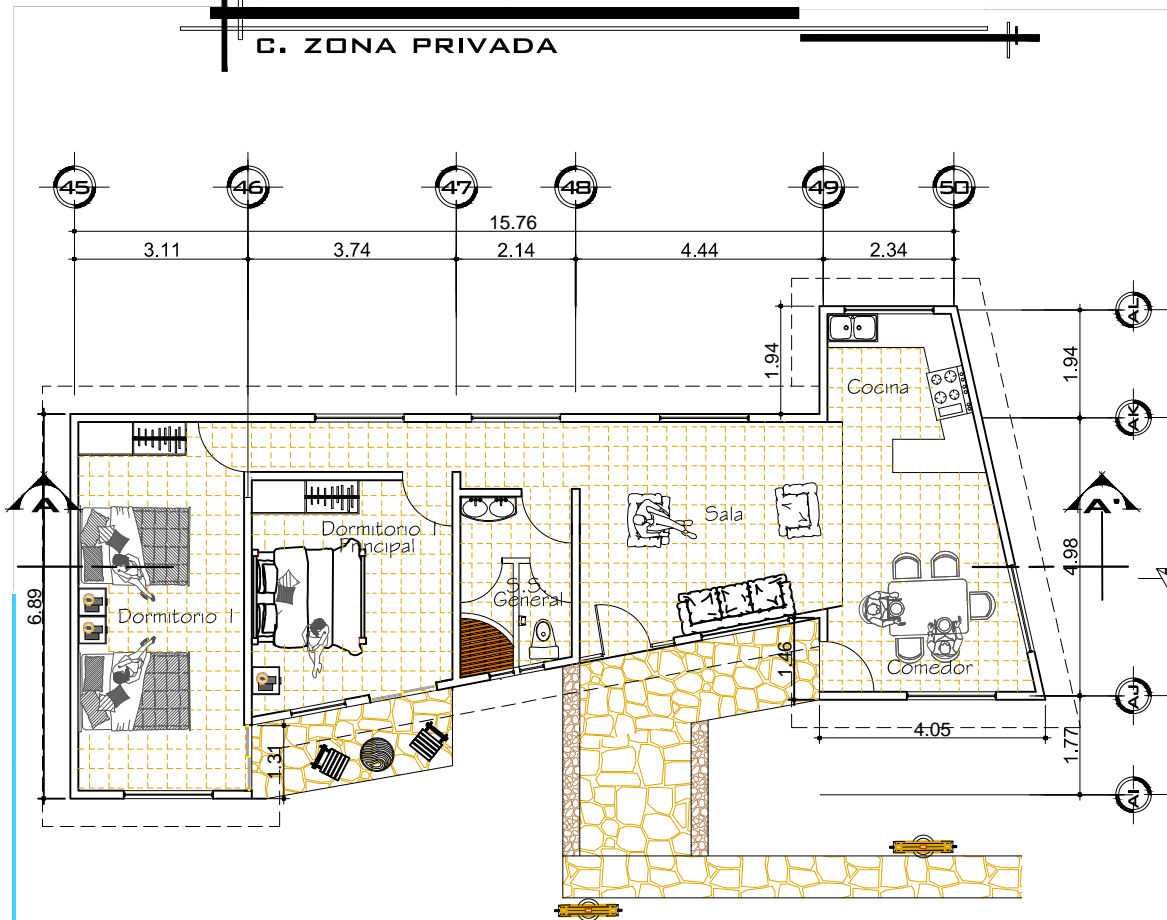 C. ZONA PRIVADA
45 46 47 48 49 50
15.76
3.11 3.74 2.14 4.44 2.34
AL
1.94
1.94
Cocina
AK
A
A'
Sala
Dormitorio
Principal
4.98
S.S.
General
6.89
Dormitorio I
1.46
Comedor
AJ
4.05
1.31
1.77
AI